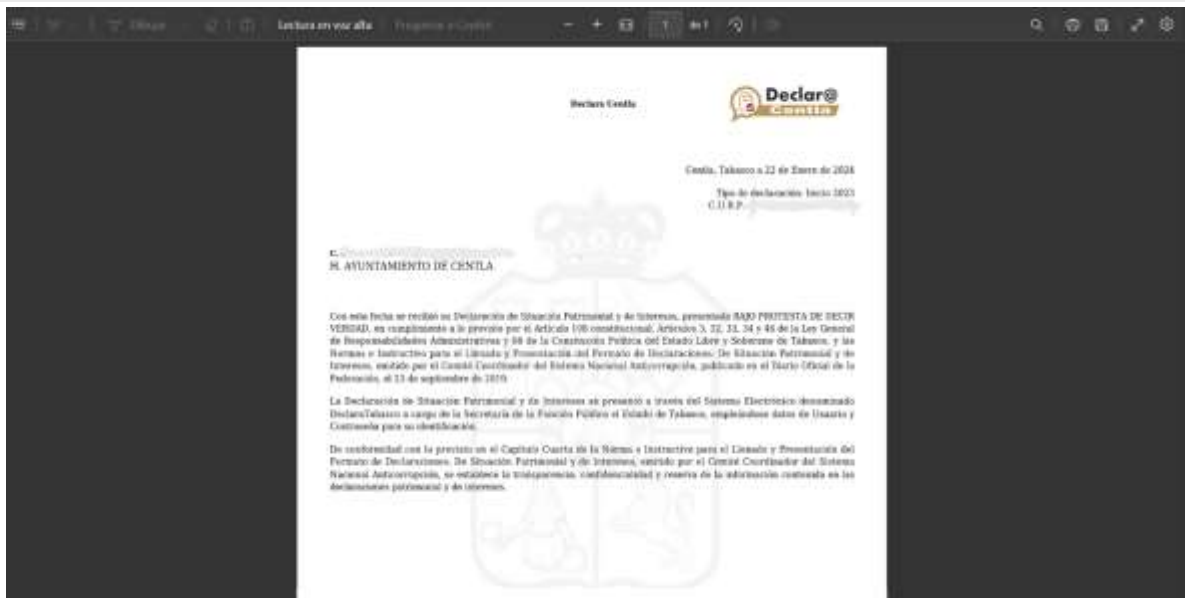 Lectura en voz alta
1 de 1
Declara Centla
Declar@
Centla
Centla, Tabasco a 22 de Enero de 2024
Tipo de declaración: Inicio 2023
C.U.R.P.
C.
H. AYUNTAMIENTO DE CENTLA
Con esta fecha se recibió su Declaración de Situación Patrimonial y de Intereses, presentada BAJO PROTESTA DE DECIR
VERDAD, en cumplimiento a lo previsto por el Artículo 108 constitucional, Artículos 3, 32, 33, 34 y 46 de la Ley General
de Responsabilidades Administrativas y de la Constitución Política del Estado Libre y Soberano de Tabasco, y las
Normas e Instructivo para el Llenado y Presentación del Formato de Declaraciones: De Situación Patrimonial y de
Intereses, emitido por el Comité Coordinador del Sistema Nacional Anticorrupción, publicado en el Diario Oficial de la
Federación, el 23 de septiembre de 2019.
La Declaración de Situación Patrimonial y de Intereses se presentó a través del Sistema Electrónico denominado
DeclaraTabasco a cargo de la Secretaría de la Función Pública el Estado de Tabasco, empleándose datos de Usuario y
Contraseña para su identificación.
De conformidad con lo previsto en el Capítulo Cuarta de la Norma e Instructivo para el Llenado y Presentación del
Formato de Declaraciones: De Situación Patrimonial y de Intereses, emitido por el Comité Coordinador del Sistema
Nacional Anticorrupción, se establece la transparencia, confidencialidad y reserva de la información contenida en las
declaraciones patrimonial y de intereses.